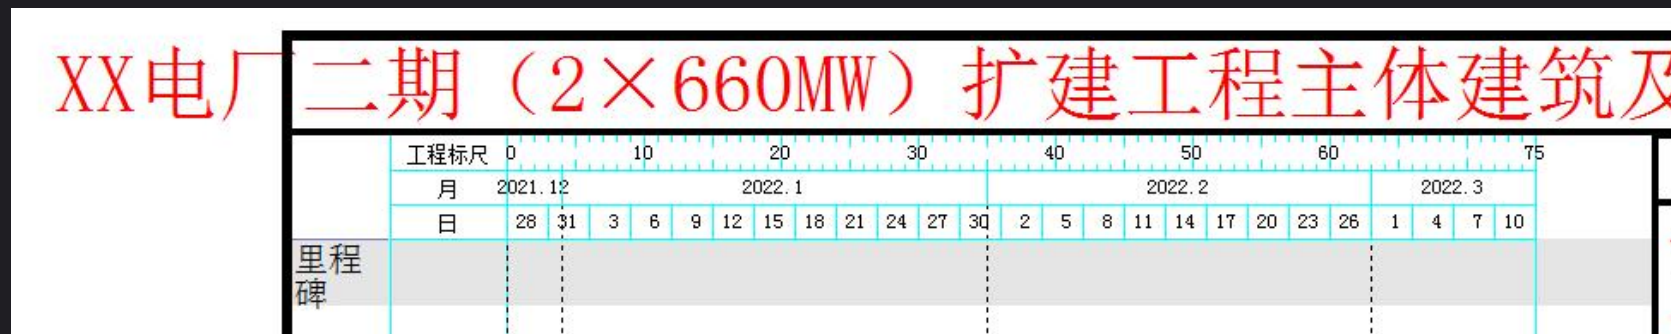 XX电厂二期（2×660MW）扩建工程主体建筑及
工程标尺 0 10 20 30 40 50 60 75
月 2021.12 2022.1 2022.2 2022.3
日 28 31 3 6 9 12 15 18 21 24 27 30 2 5 8 11 14 17 20 23 26 1 4 7 10
里程
碑